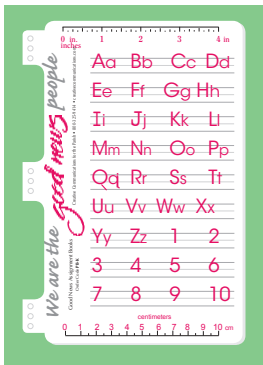 0 in. 1 2 3 4 in
inches
Aa Bb Cc Dd
Ee Ff Gg Hh
Ii Jj Kk Ll
Mm Nn Oo Pp
Qq Rr Ss Tt
Uu Vv Ww Xx
Yy Zz 1 2
3 4 5 6
7 8 9 10
centimeters
0 1 2 3 4 5 6 7 8 9 10 cm
We are the good news people
Good News Assignment Books